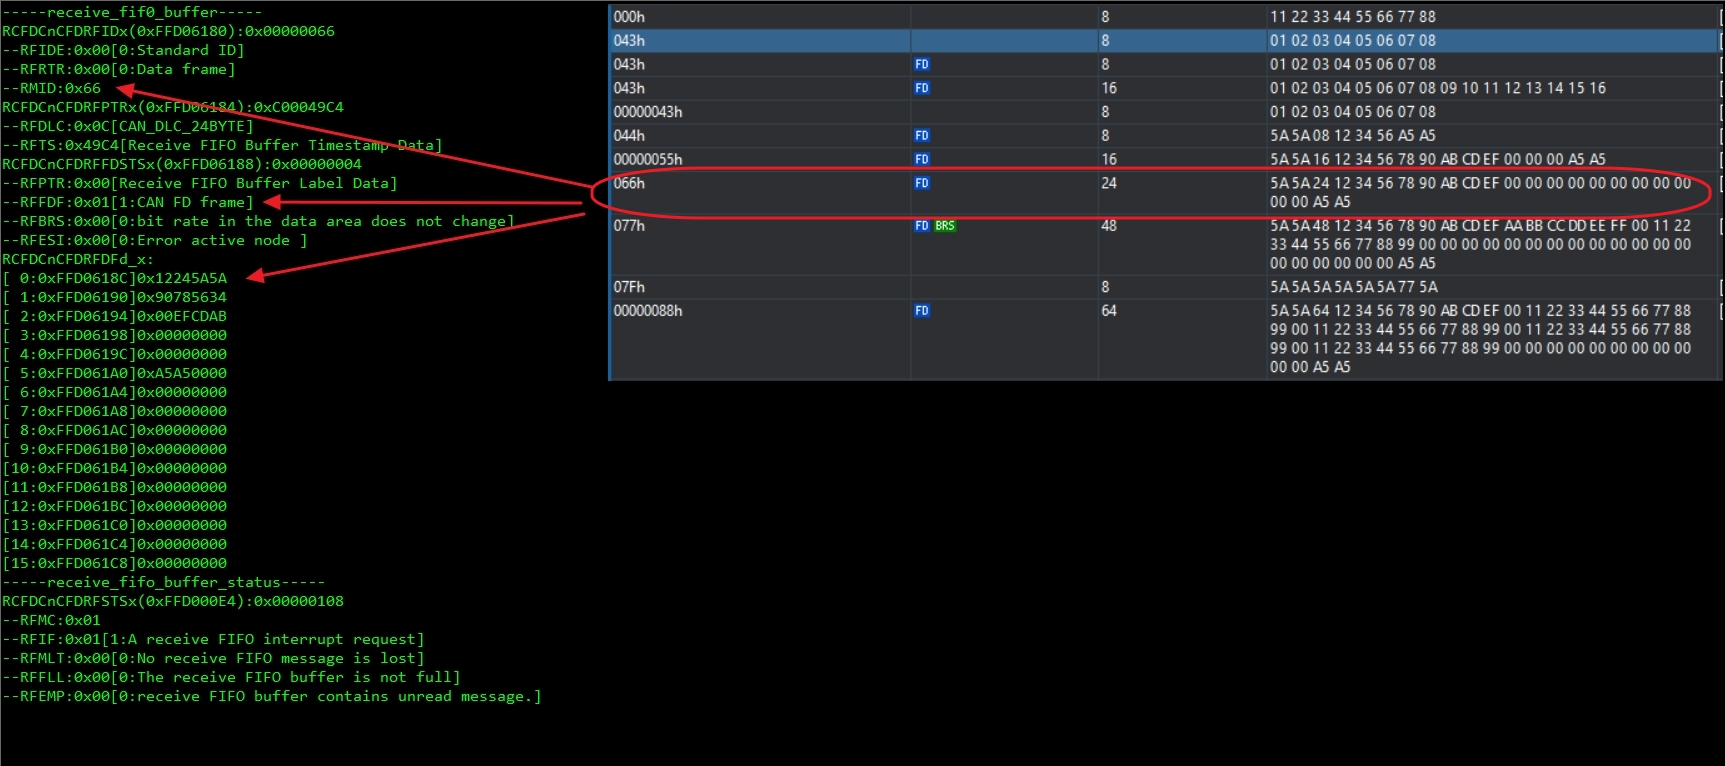 -----receive_fif0_buffer-----
RCFDCnCFDRFIDx(0xFFD06180):0x00000066
--RFIDE:0x00[0:Standard ID]
--RFRTR:0x00[0:Data frame]
--RMID:0x66
RCFDCnCFDRFPTRx(0xFFD06184):0xC00049C4
--RFDLC:0x0C[CAN_DLC_24BYTE]
--RFTS:0x49C4[Receive FIFO Buffer Timestamp Data]
RCFDCnCFDRFFDSTSx(0xFFD06188):0x00000004
--RFPTR:0x00[Receive FIFO Buffer Label Data]
--RFFDF:0x01[1:CAN FD frame]
--RFBRS:0x00[0:bit rate in the data area does not change]
--RFESI:0x00[0:Error active node ]
RCFDCnCFDRFDFd_x:
[ 0:0xFFD0618C]0x12245A5A
[ 1:0xFFD06190]0x90785634
[ 2:0xFFD06194]0x00EFCDAB
[ 3:0xFFD06198]0x00000000
[ 4:0xFFD0619C]0x00000000
[ 5:0xFFD061A0]0xA5A50000
[ 6:0xFFD061A4]0x00000000
[ 7:0xFFD061A8]0x00000000
[ 8:0xFFD061AC]0x00000000
[ 9:0xFFD061B0]0x00000000
[10:0xFFD061B4]0x00000000
[11:0xFFD061B8]0x00000000
[12:0xFFD061BC]0x00000000
[13:0xFFD061C0]0x00000000
[14:0xFFD061C4]0x00000000
[15:0xFFD061C8]0x00000000
-----receive_fifo_buffer_status-----
RCFDCnCFDRFSTSx(0xFFD000E4):0x00000108
--RFMC:0x01
--RFIF:0x01[1:A receive FIFO interrupt request]
--RFMLT:0x00[0:No receive FIFO message is lost]
--RFFLL:0x00[0:The receive FIFO buffer is not full]
--RFEMP:0x00[0:receive FIFO buffer contains unread message.]
000h 8 11 22 33 44 55 66 77 88
043h 8 01 02 03 04 05 06 07 08
043h FD 8 01 02 03 04 05 06 07 08
043h FD 16 01 02 03 04 05 06 07 08 09 10 11 12 13 14 15 16
00000043h 8 01 02 03 04 05 06 07 08
044h FD 8 5A 5A 08 12 34 56 A5 A5
00000055h FD 16 5A 5A 16 12 34 56 78 90 AB CD EF 00 00 00 A5 A5
066h FD 24 5A 5A 24 12 34 56 78 90 AB CD EF 00 00 00 00 00 00 00 00 00
00 00 A5 A5
077h FD BRS 48 5A 5A 48 12 34 56 78 90 AB CD EF AA BB CC DD EE FF 00 11 22
33 44 55 66 77 88 99 00 00 00 00 00 00 00 00 00 00 00 00 00
00 00 00 00 00 00 A5 A5
07Fh 8 5A 5A 5A 5A 5A 5A 77 5A
00000088h FD 64 5A 5A 64 12 34 56 78 90 AB CD EF 00 11 22 33 44 55 66 77 88
99 00 11 22 33 44 55 66 77 88 99 00 11 22 33 44 55 66 77 88
99 00 11 22 33 44 55 66 77 88 99 00 00 00 00 00 00 00 00 00
00 00 A5 A5